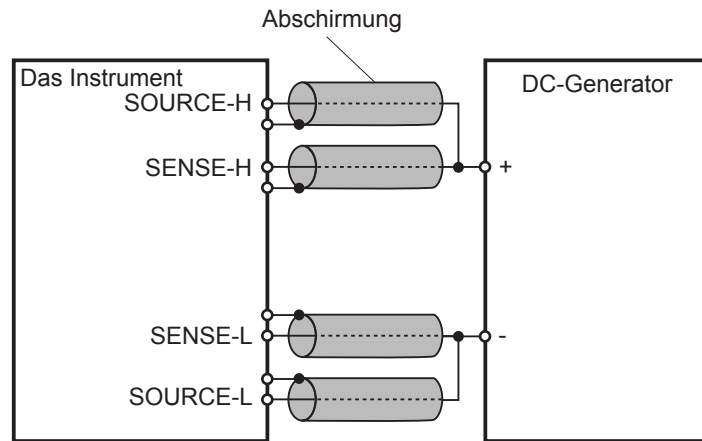 Abschirmung
Das Instrument
DC-Generator
SOURCE-H
SENSE-H
+
SENSE-L
-
SOURCE-L